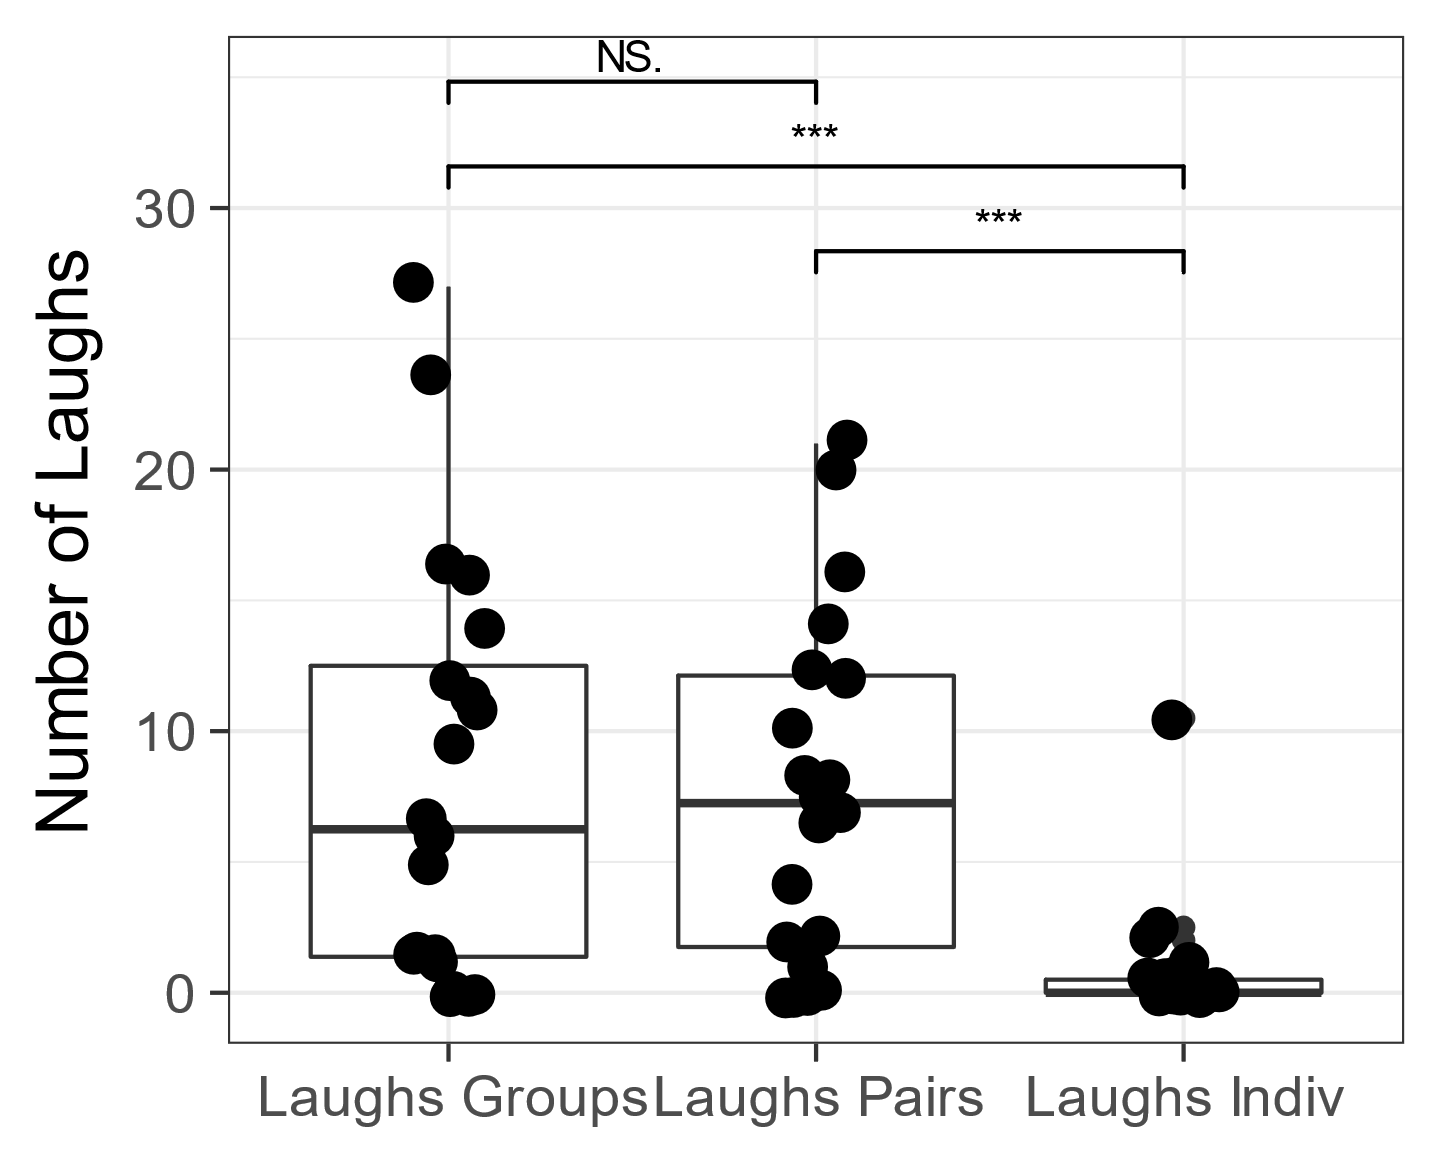 NS.
***
***
30
20
10
0
Number of Laughs
Laughs Groups
Laughs Pairs
Laughs Indiv